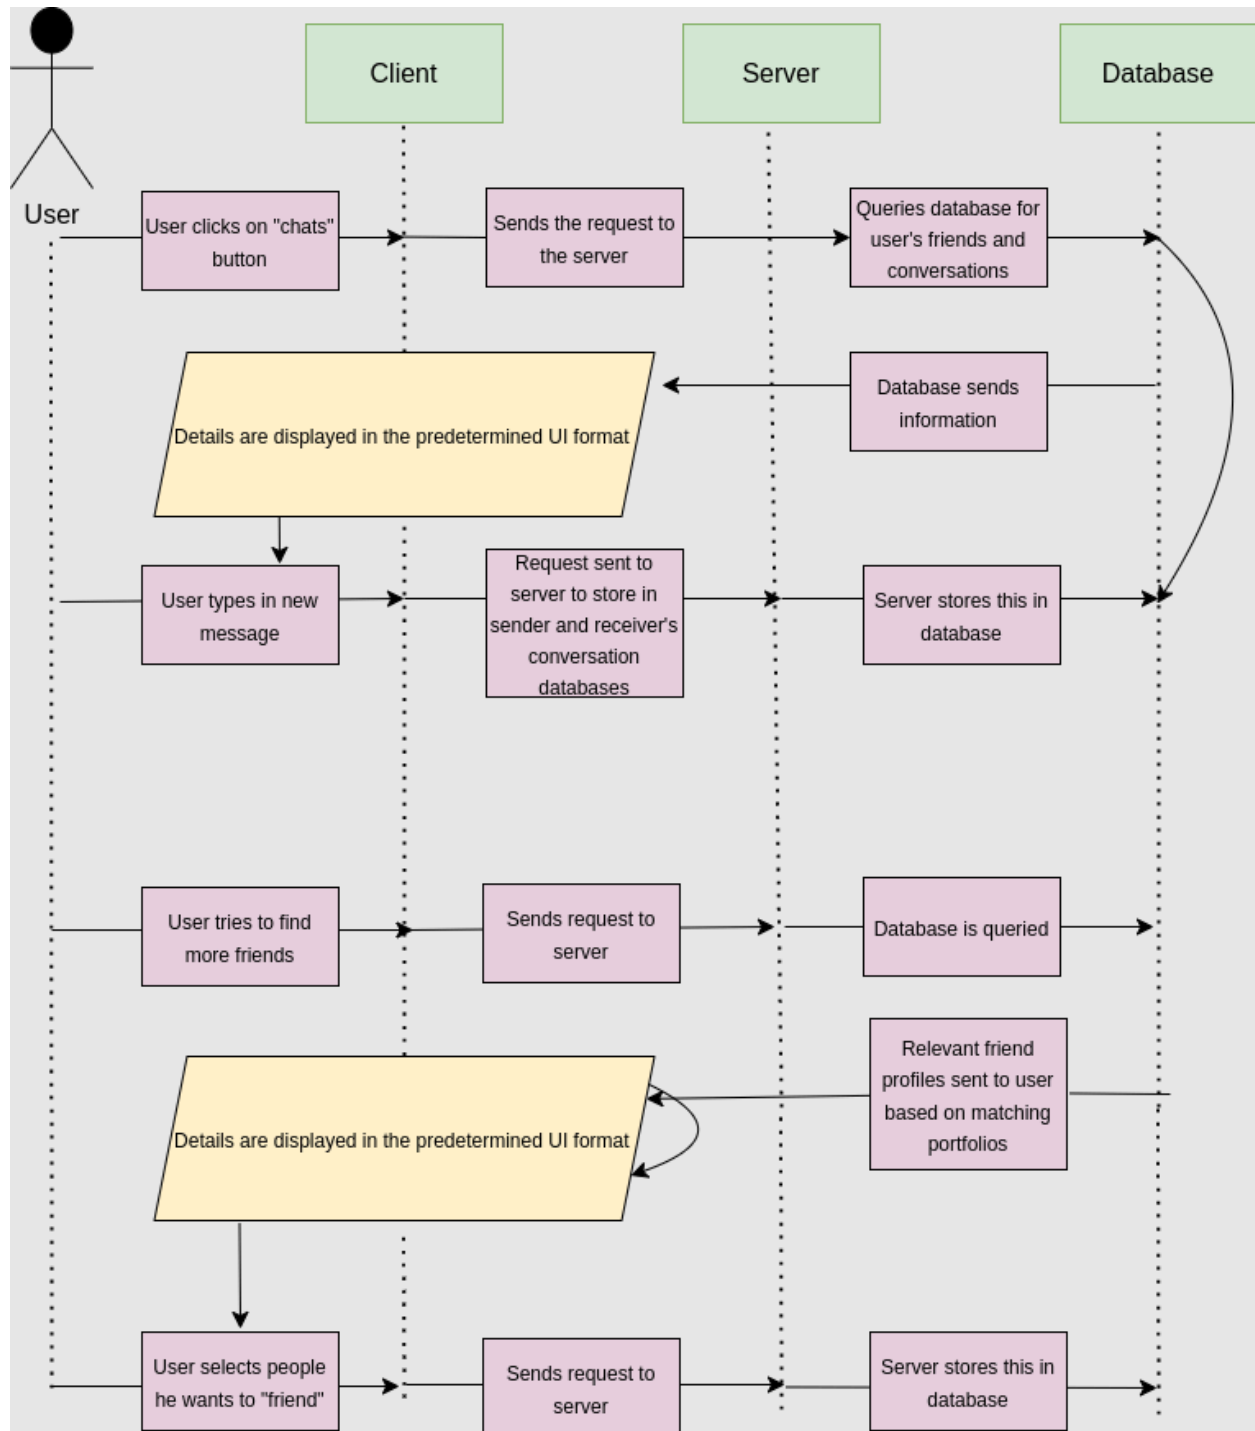 Client
Server
Database
User
User clicks on "chats"
button
Sends the request to
the server
Queries database for
user's friends and
conversations
Database sends
information
Details are displayed in the predetermined UI format
User types in new
message
Request sent to
server to store in
sender and receiver's
conversation
databases
Server stores this in
database
User tries to find
more friends
Sends request to
server
Database is queried
Relevant friend
profiles sent to user
based on matching
portfolios
Details are displayed in the predetermined UI format
User selects people
he wants to "friend"
Sends request to
server
Server stores this in
database